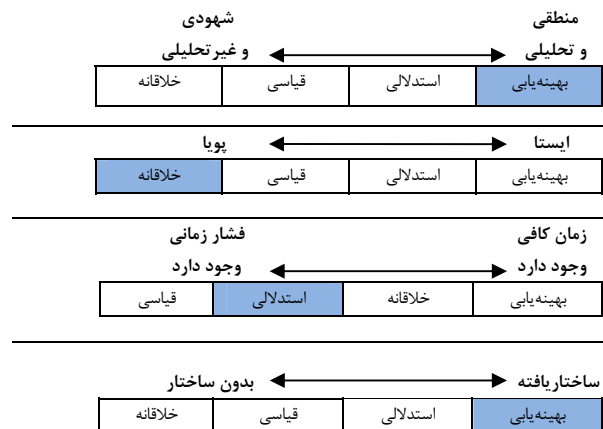 منطقی شهودی
و تحلیلی و غیرتحلیلی
بهینه‌یابی استدلالی قیاسی خلاقانه
ایستا پویا
بهینه‌یابی استدلالی قیاسی خلاقانه
زمان کافی فشار زمانی
وجود دارد وجود دارد
بهینه‌یابی خلاقانه استدلالی قیاسی
ساختاریافته بدون ساختار
بهینه‌یابی استدلالی قیاسی خلاقانه